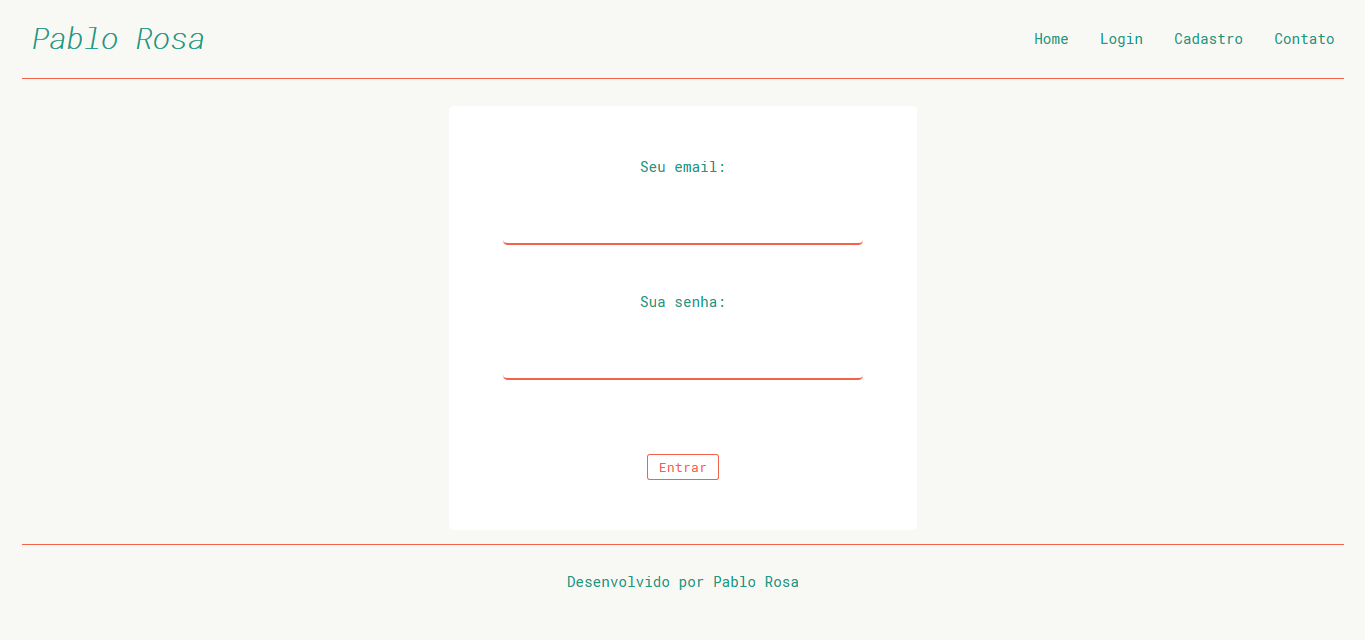 Pablo Rosa
Home Login Cadastro Contato
Seu email:
Sua senha:
Entrar
Desenvolvido por Pablo Rosa